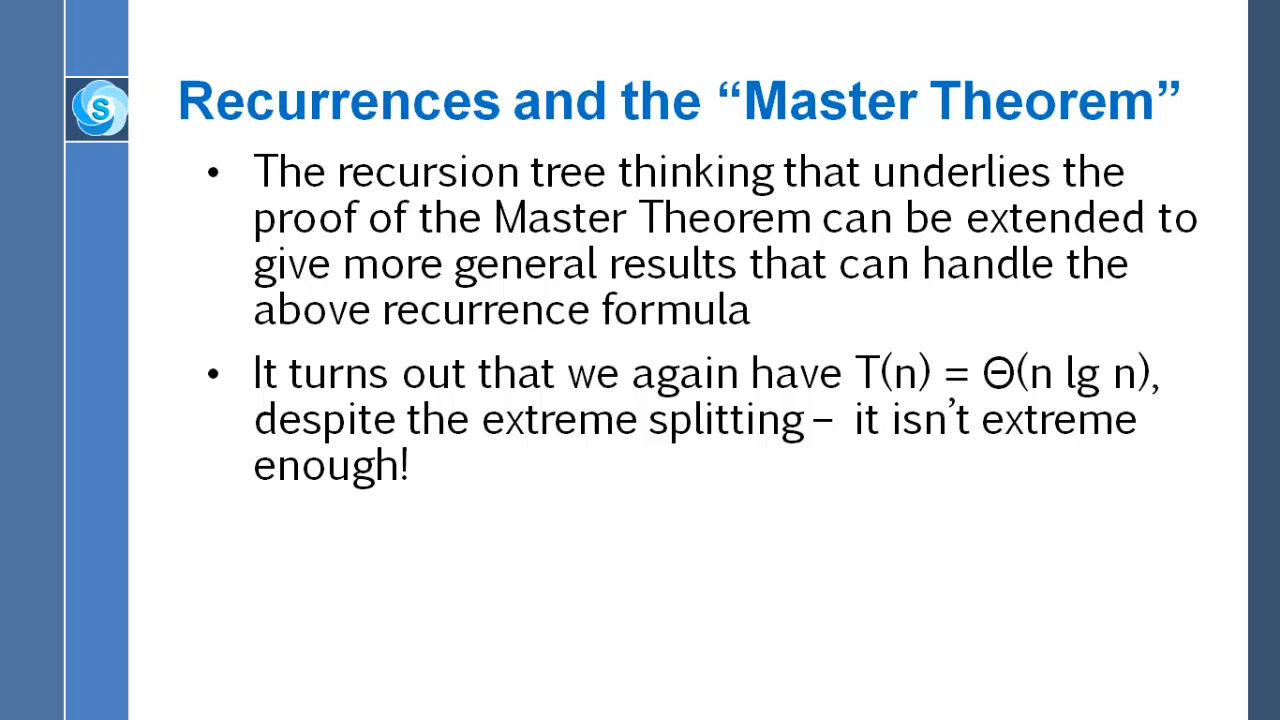 S
Recurrences and the “Master Theorem”
• The recursion tree thinking that underlies the
proof of the Master Theorem can be extended to
give more general results that can handle the
above recurrence formula
• It turns out that we again have T(n) = Θ(n lg n),
despite the extreme splitting – it isn’t extreme
enough!